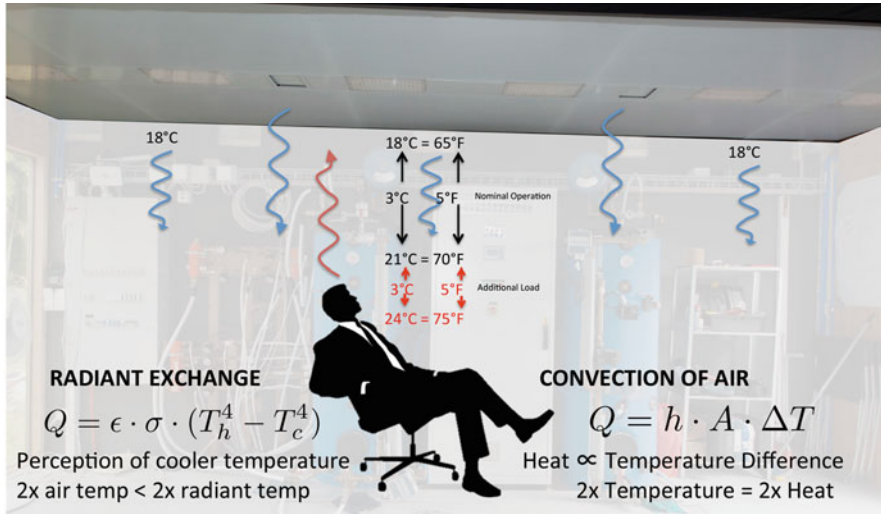 18°C
18°C = 65°F
18°C
3°C 5°F Nominal Operation
21°C = 70°F
3°C 5°F Additional Load
24°C = 75°F
RADIANT EXCHANGE
Q = ϵ · σ · (T_h^4 − T_c^4)
Perception of cooler temperature
2x air temp < 2x radiant temp
CONVECTION OF AIR
Q = h · A · ΔT
Heat ∝ Temperature Difference
2x Temperature = 2x Heat